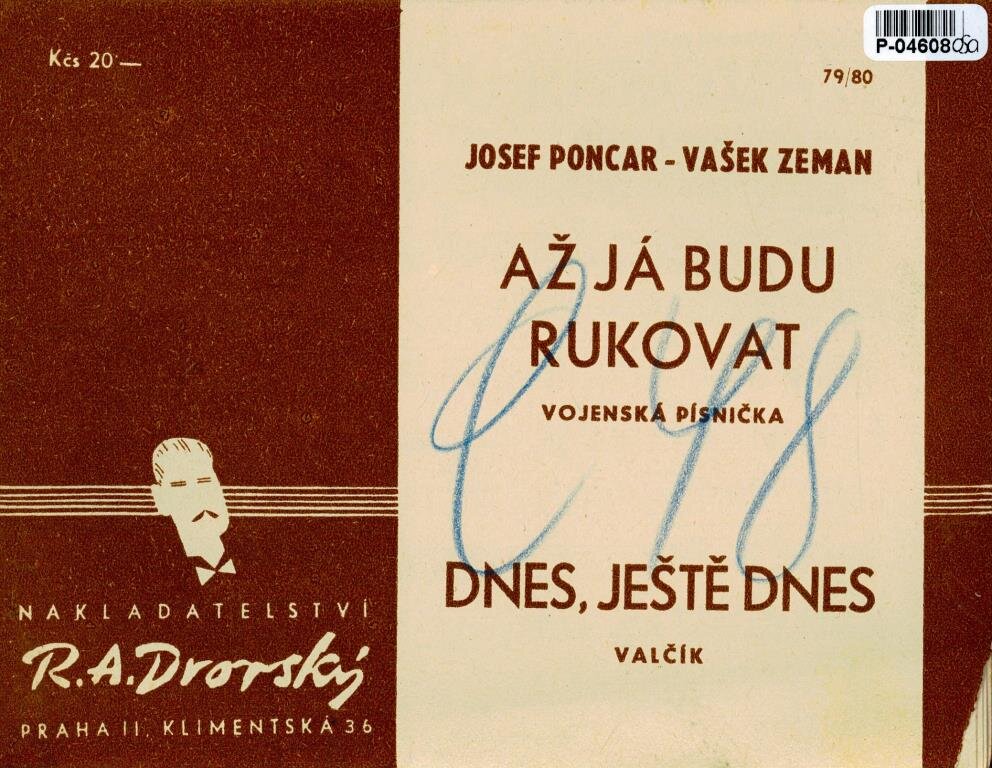 Kčs 20 —
P-04608
79/80
JOSEF PONCAR - VAŠEK ZEMAN
AŽ JÁ BUDU
RUKOVAT
VOJENSKÁ PÍSNIČKA
DNES, JEŠTĚ DNES
VALČÍK
NAKLADATELSTVÍ
R.A.Dvorský
PRAHA II, KLIMENTSKÁ 36